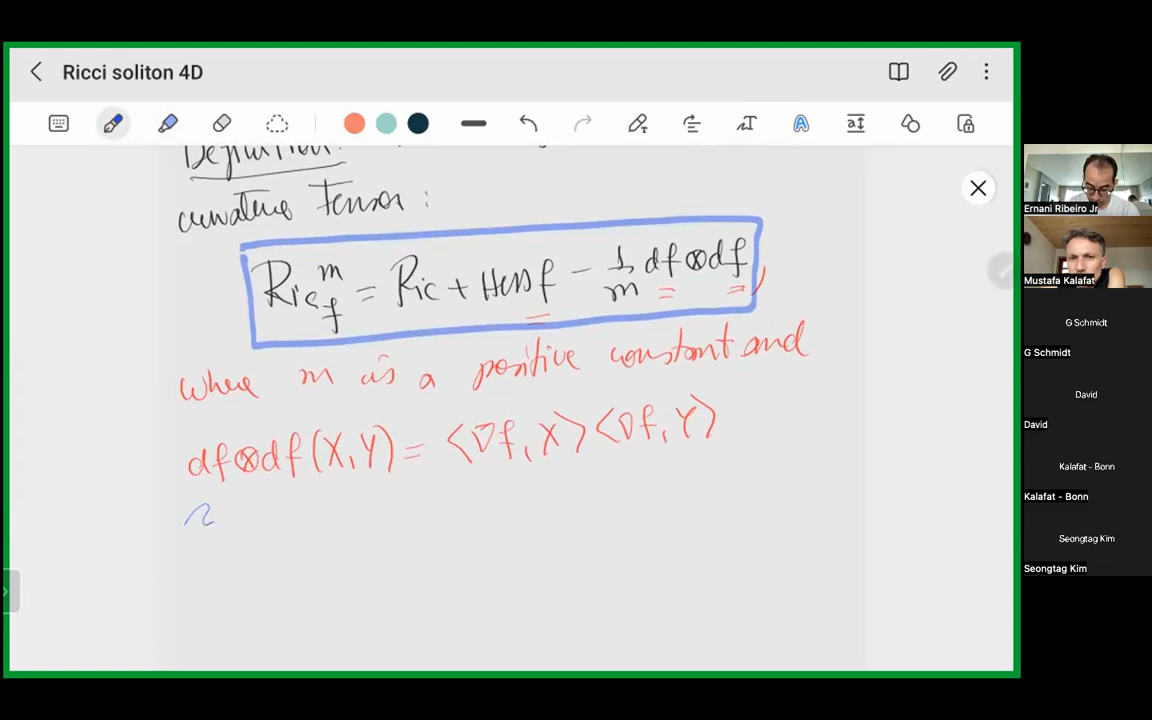 Ricci soliton 4D
Definition:
curvature tensor :
Ric_f^m = Ric + Hess f - 1/m df⊗df,
where m is a positive constant and
df⊗df(X,Y) = ⟨∇f, X⟩⟨∇f, Y⟩
Ernani Ribeiro Jr
Mustafa Kalafat
G Schmidt
G Schmidt
David
David
Kalafat - Bonn
Kalafat - Bonn
Seongtag Kim
Seongtag Kim